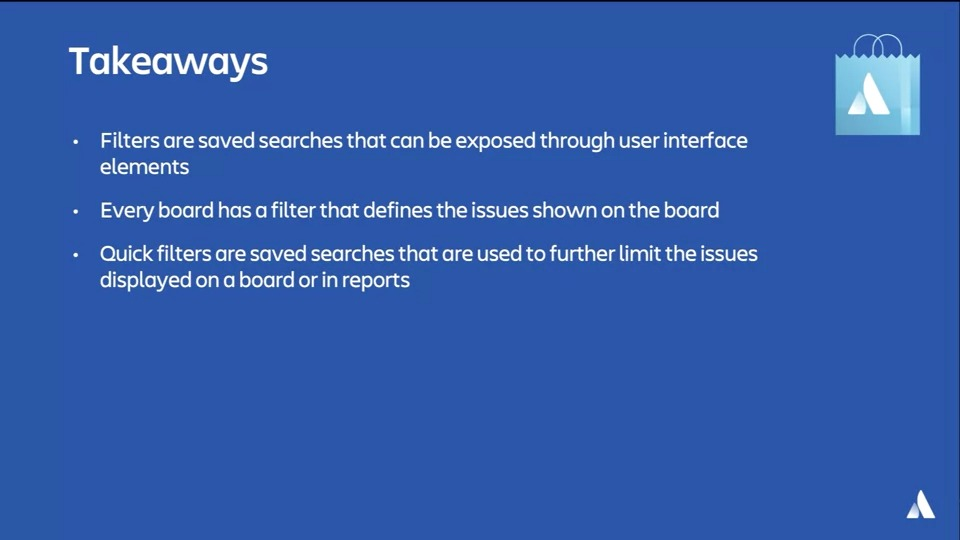 Takeaways
• Filters are saved searches that can be exposed through user interface
elements
• Every board has a filter that defines the issues shown on the board
• Quick filters are saved searches that are used to further limit the issues
displayed on a board or in reports